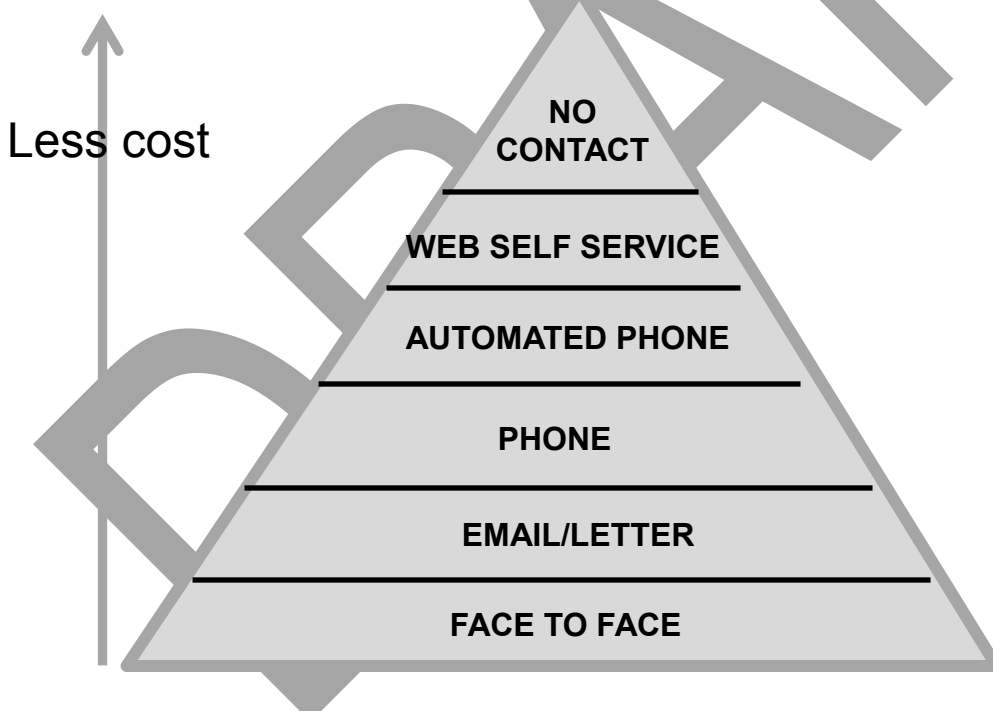 NO
CONTACT
Less cost
WEB SELF SERVICE
AUTOMATED PHONE
PHONE
EMAIL/LETTER
FACE TO FACE